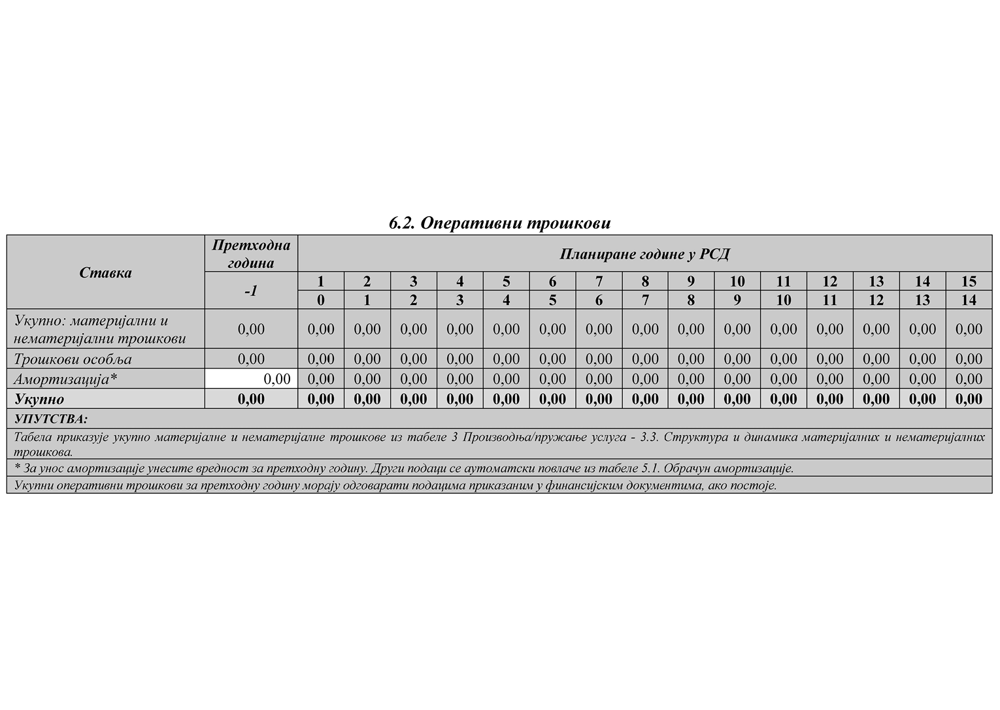 6.2. Оперативни трошкови
Ставка
Претходна
година
Планиране године у РСД
-1
1 2 3 4 5 6 7 8 9 10 11 12 13 14 15
0 1 2 3 4 5 6 7 8 9 10 11 12 13 14
Укупно: материјални и
нематеријални трошкови
0,00 0,00 0,00 0,00 0,00 0,00 0,00 0,00 0,00 0,00 0,00 0,00 0,00 0,00 0,00 0,00
Трошкови особља 0,00 0,00 0,00 0,00 0,00 0,00 0,00 0,00 0,00 0,00 0,00 0,00 0,00 0,00 0,00 0,00
Амортизација* 0,00 0,00 0,00 0,00 0,00 0,00 0,00 0,00 0,00 0,00 0,00 0,00 0,00 0,00 0,00 0,00
Укупно 0,00 0,00 0,00 0,00 0,00 0,00 0,00 0,00 0,00 0,00 0,00 0,00 0,00 0,00 0,00 0,00
УПУТСТВА:
Табела приказује укупно материјалне и нематеријалне трошкове из табеле 3 Производња/пружање услуга - 3.3. Структура и динамика материјалних и нематеријалних
трошкова.
* За унос амортизације унесите вредност за претходну годину. Други подаци се аутоматски повлаче из табеле 5.1. Обрачун амортизације.
Укупни оперативни трошкови за претходну годину морају одговарати подацима приказаним у финансијским документима, ако постоје.